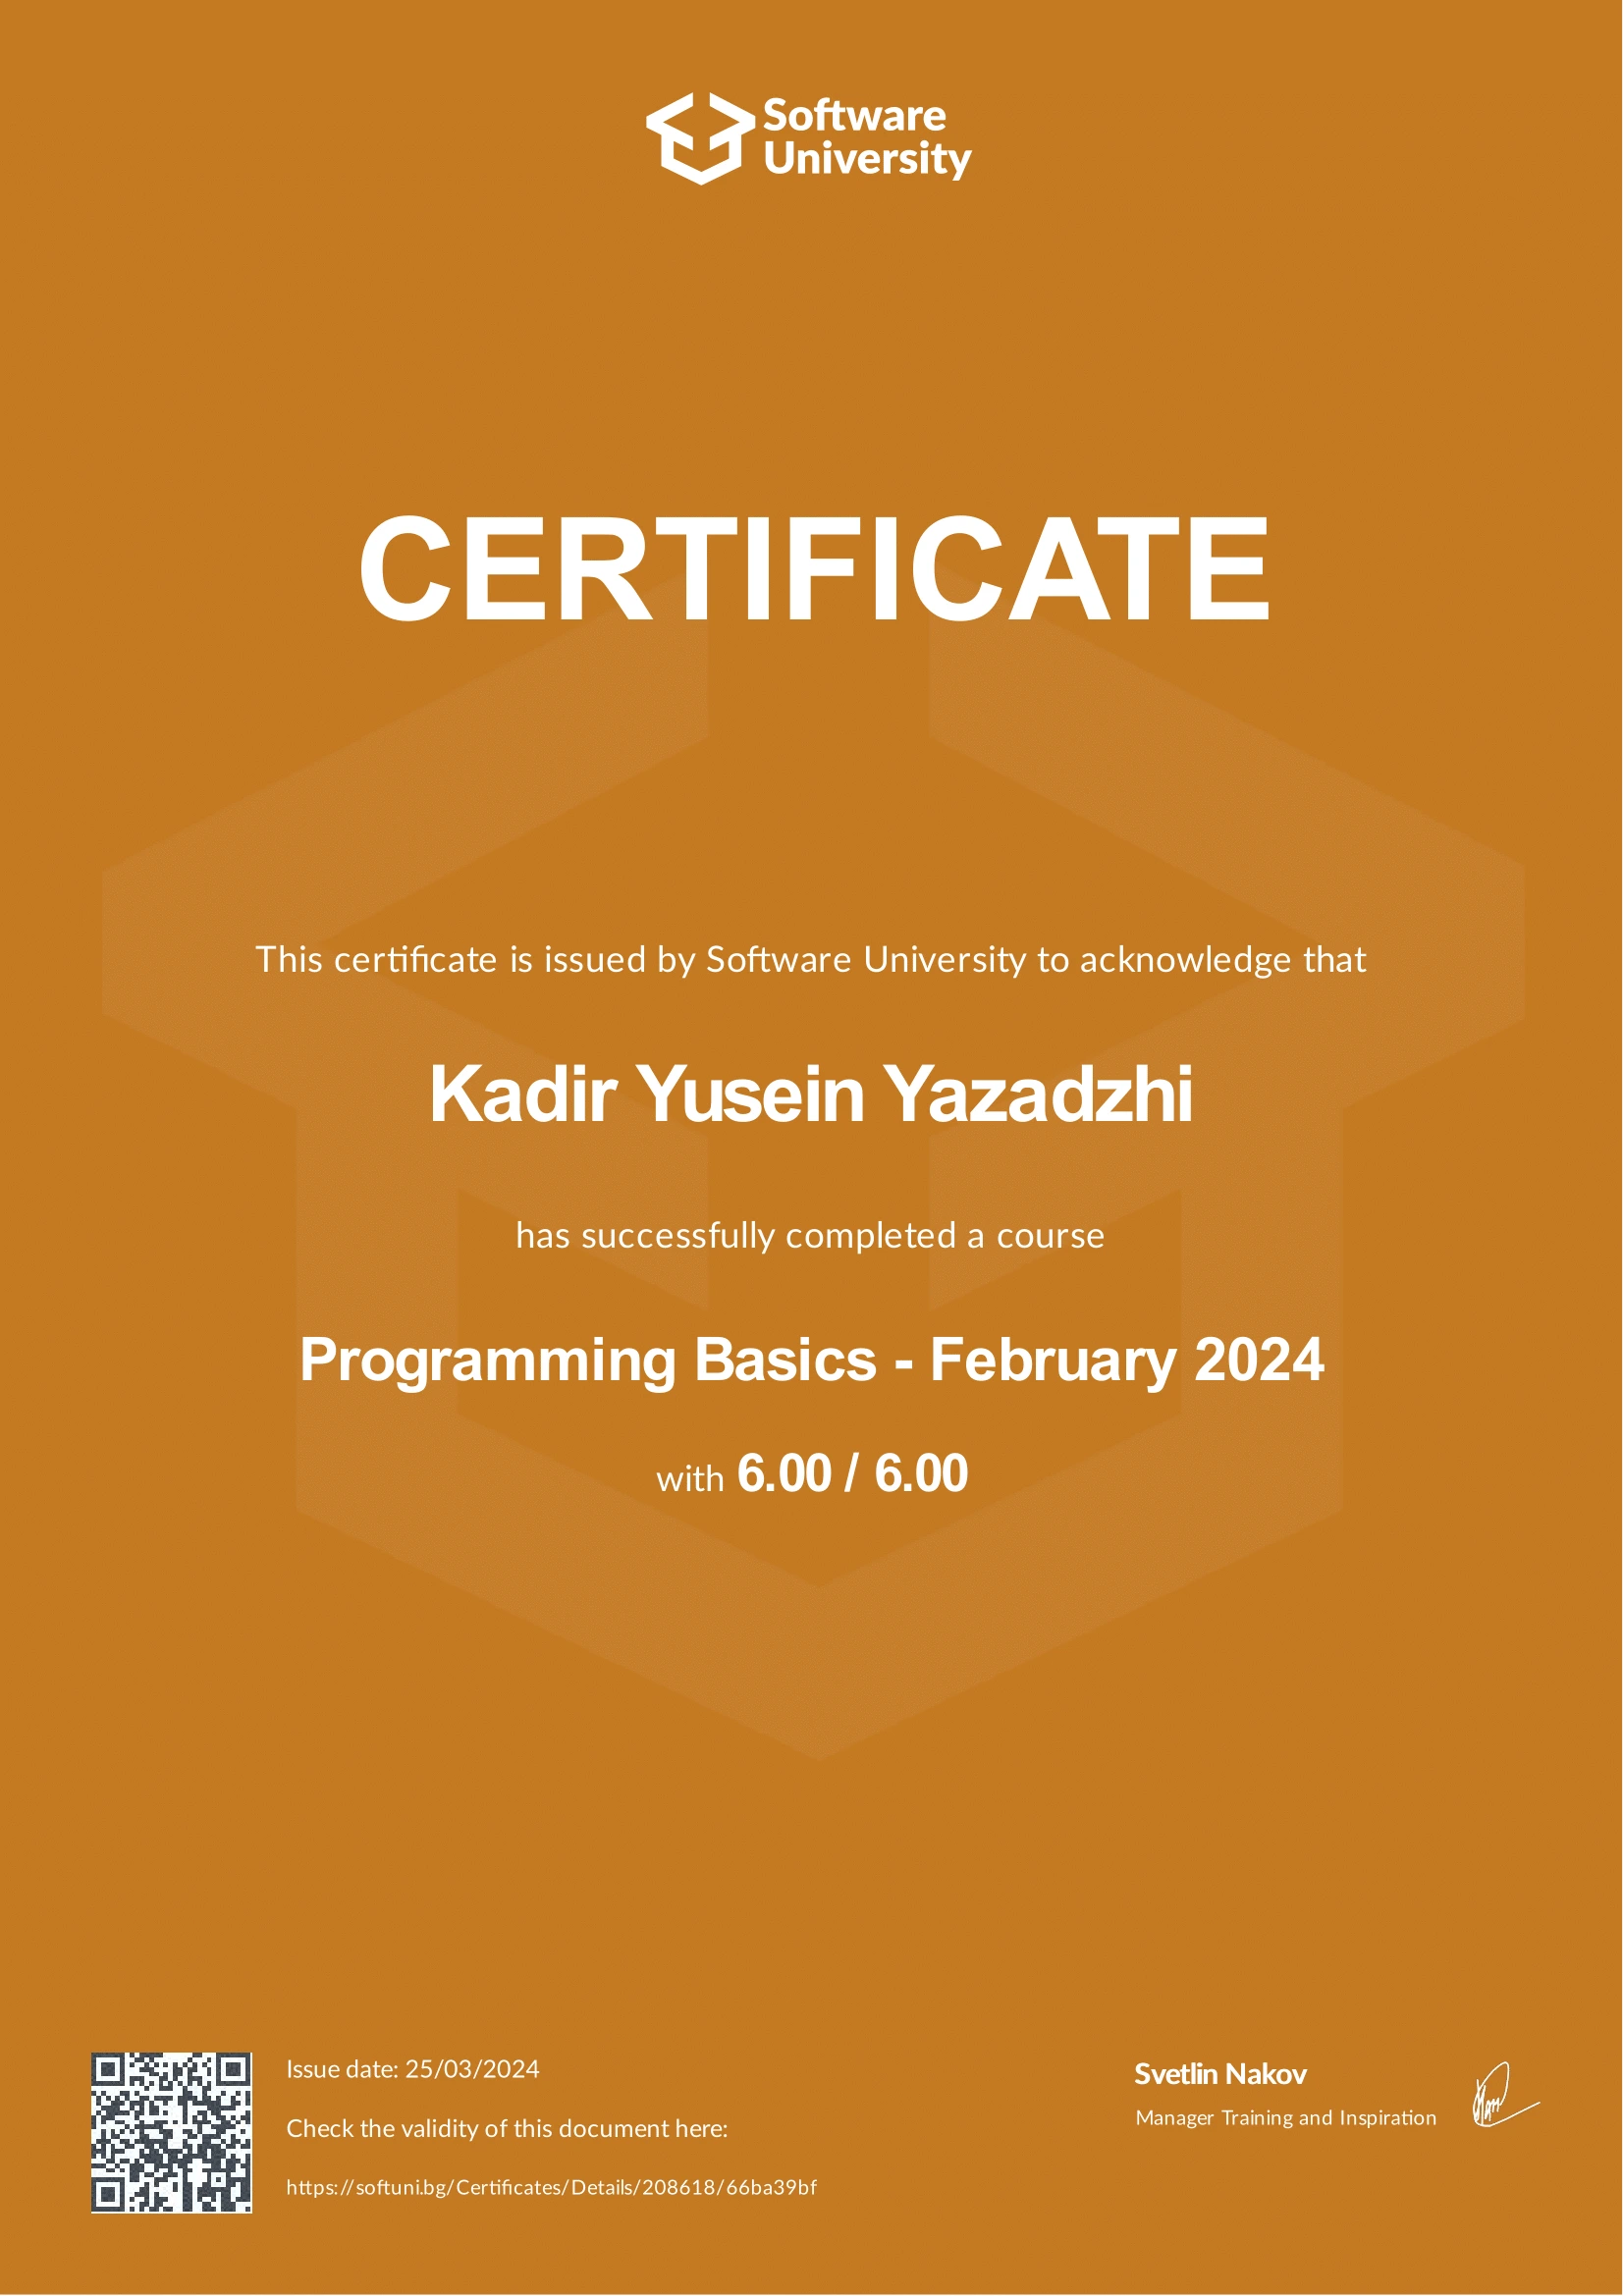 Software
University
CERTIFICATE
This certificate is issued by Software University to acknowledge that
Kadir Yusein Yazadzhi
has successfully completed a course
Programming Basics - February 2024
with 6.00 / 6.00
Issue date: 25/03/2024
Check the validity of this document here:
https://softuni.bg/Certificates/Details/208618/66ba39bf
Svetlin Nakov
Manager Training and Inspiration